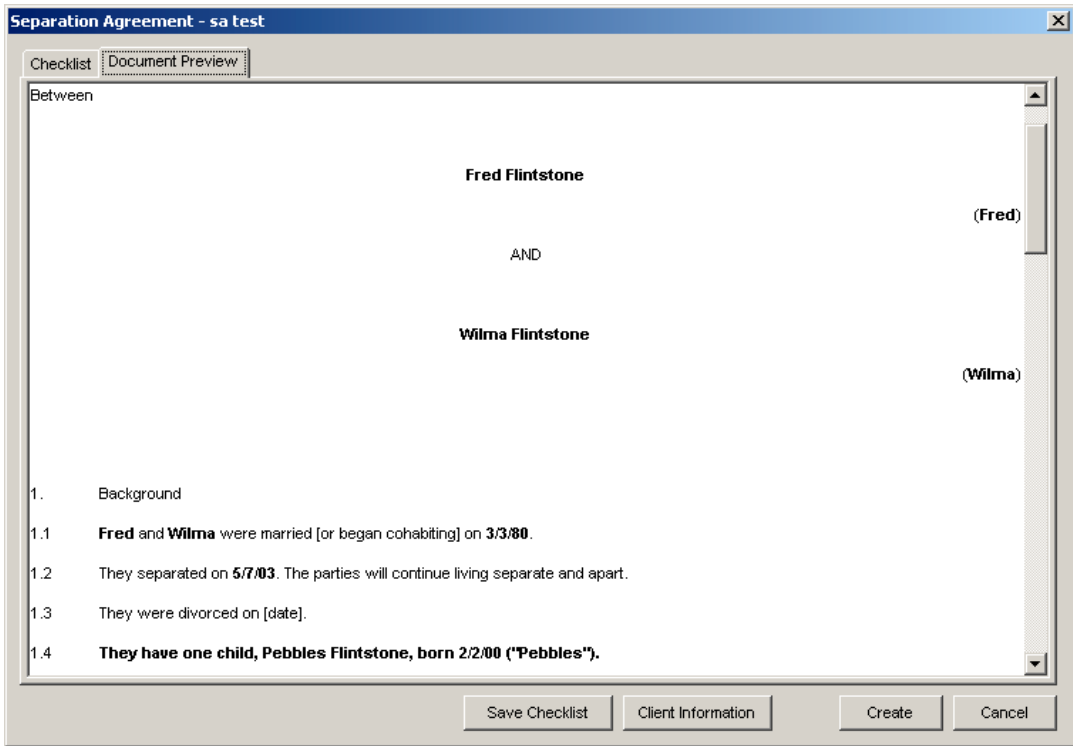 Separation Agreement - sa test
Checklist
Document Preview
Between
Fred Flintstone
(Fred)
AND
Wilma Flintstone
(Wilma)
1. Background
1.1 Fred and Wilma were married [or began cohabiting] on 3/3/80.
1.2 They separated on 5/7/03. The parties will continue living separate and apart.
1.3 They were divorced on [date].
1.4 They have one child, Pebbles Flintstone, born 2/2/00 ("Pebbles").
Save Checklist
Client Information
Create
Cancel